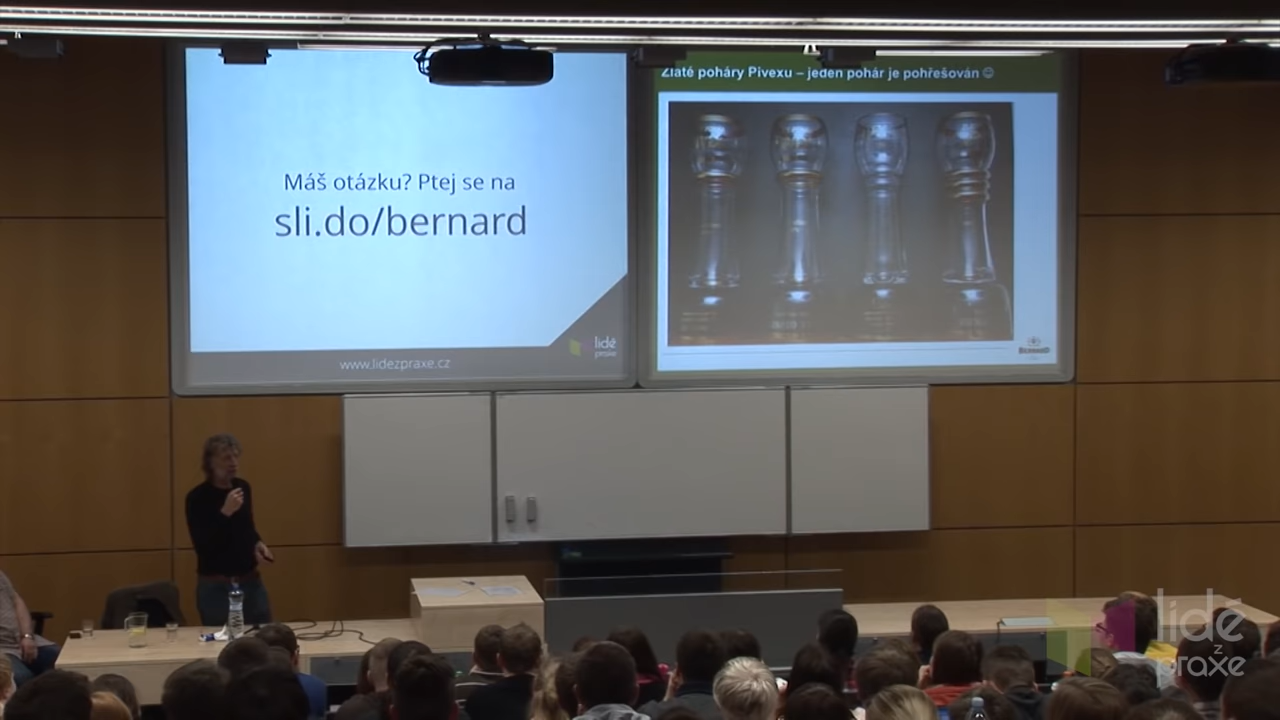 Máš otázku? Ptej se na
sli.do/bernard
www.lidezpraxe.cz
lidé
praxe
Zlaté poháry Pivexu – jeden pohár je pohřešován ☺
BERNARD
lidé
z
praxe